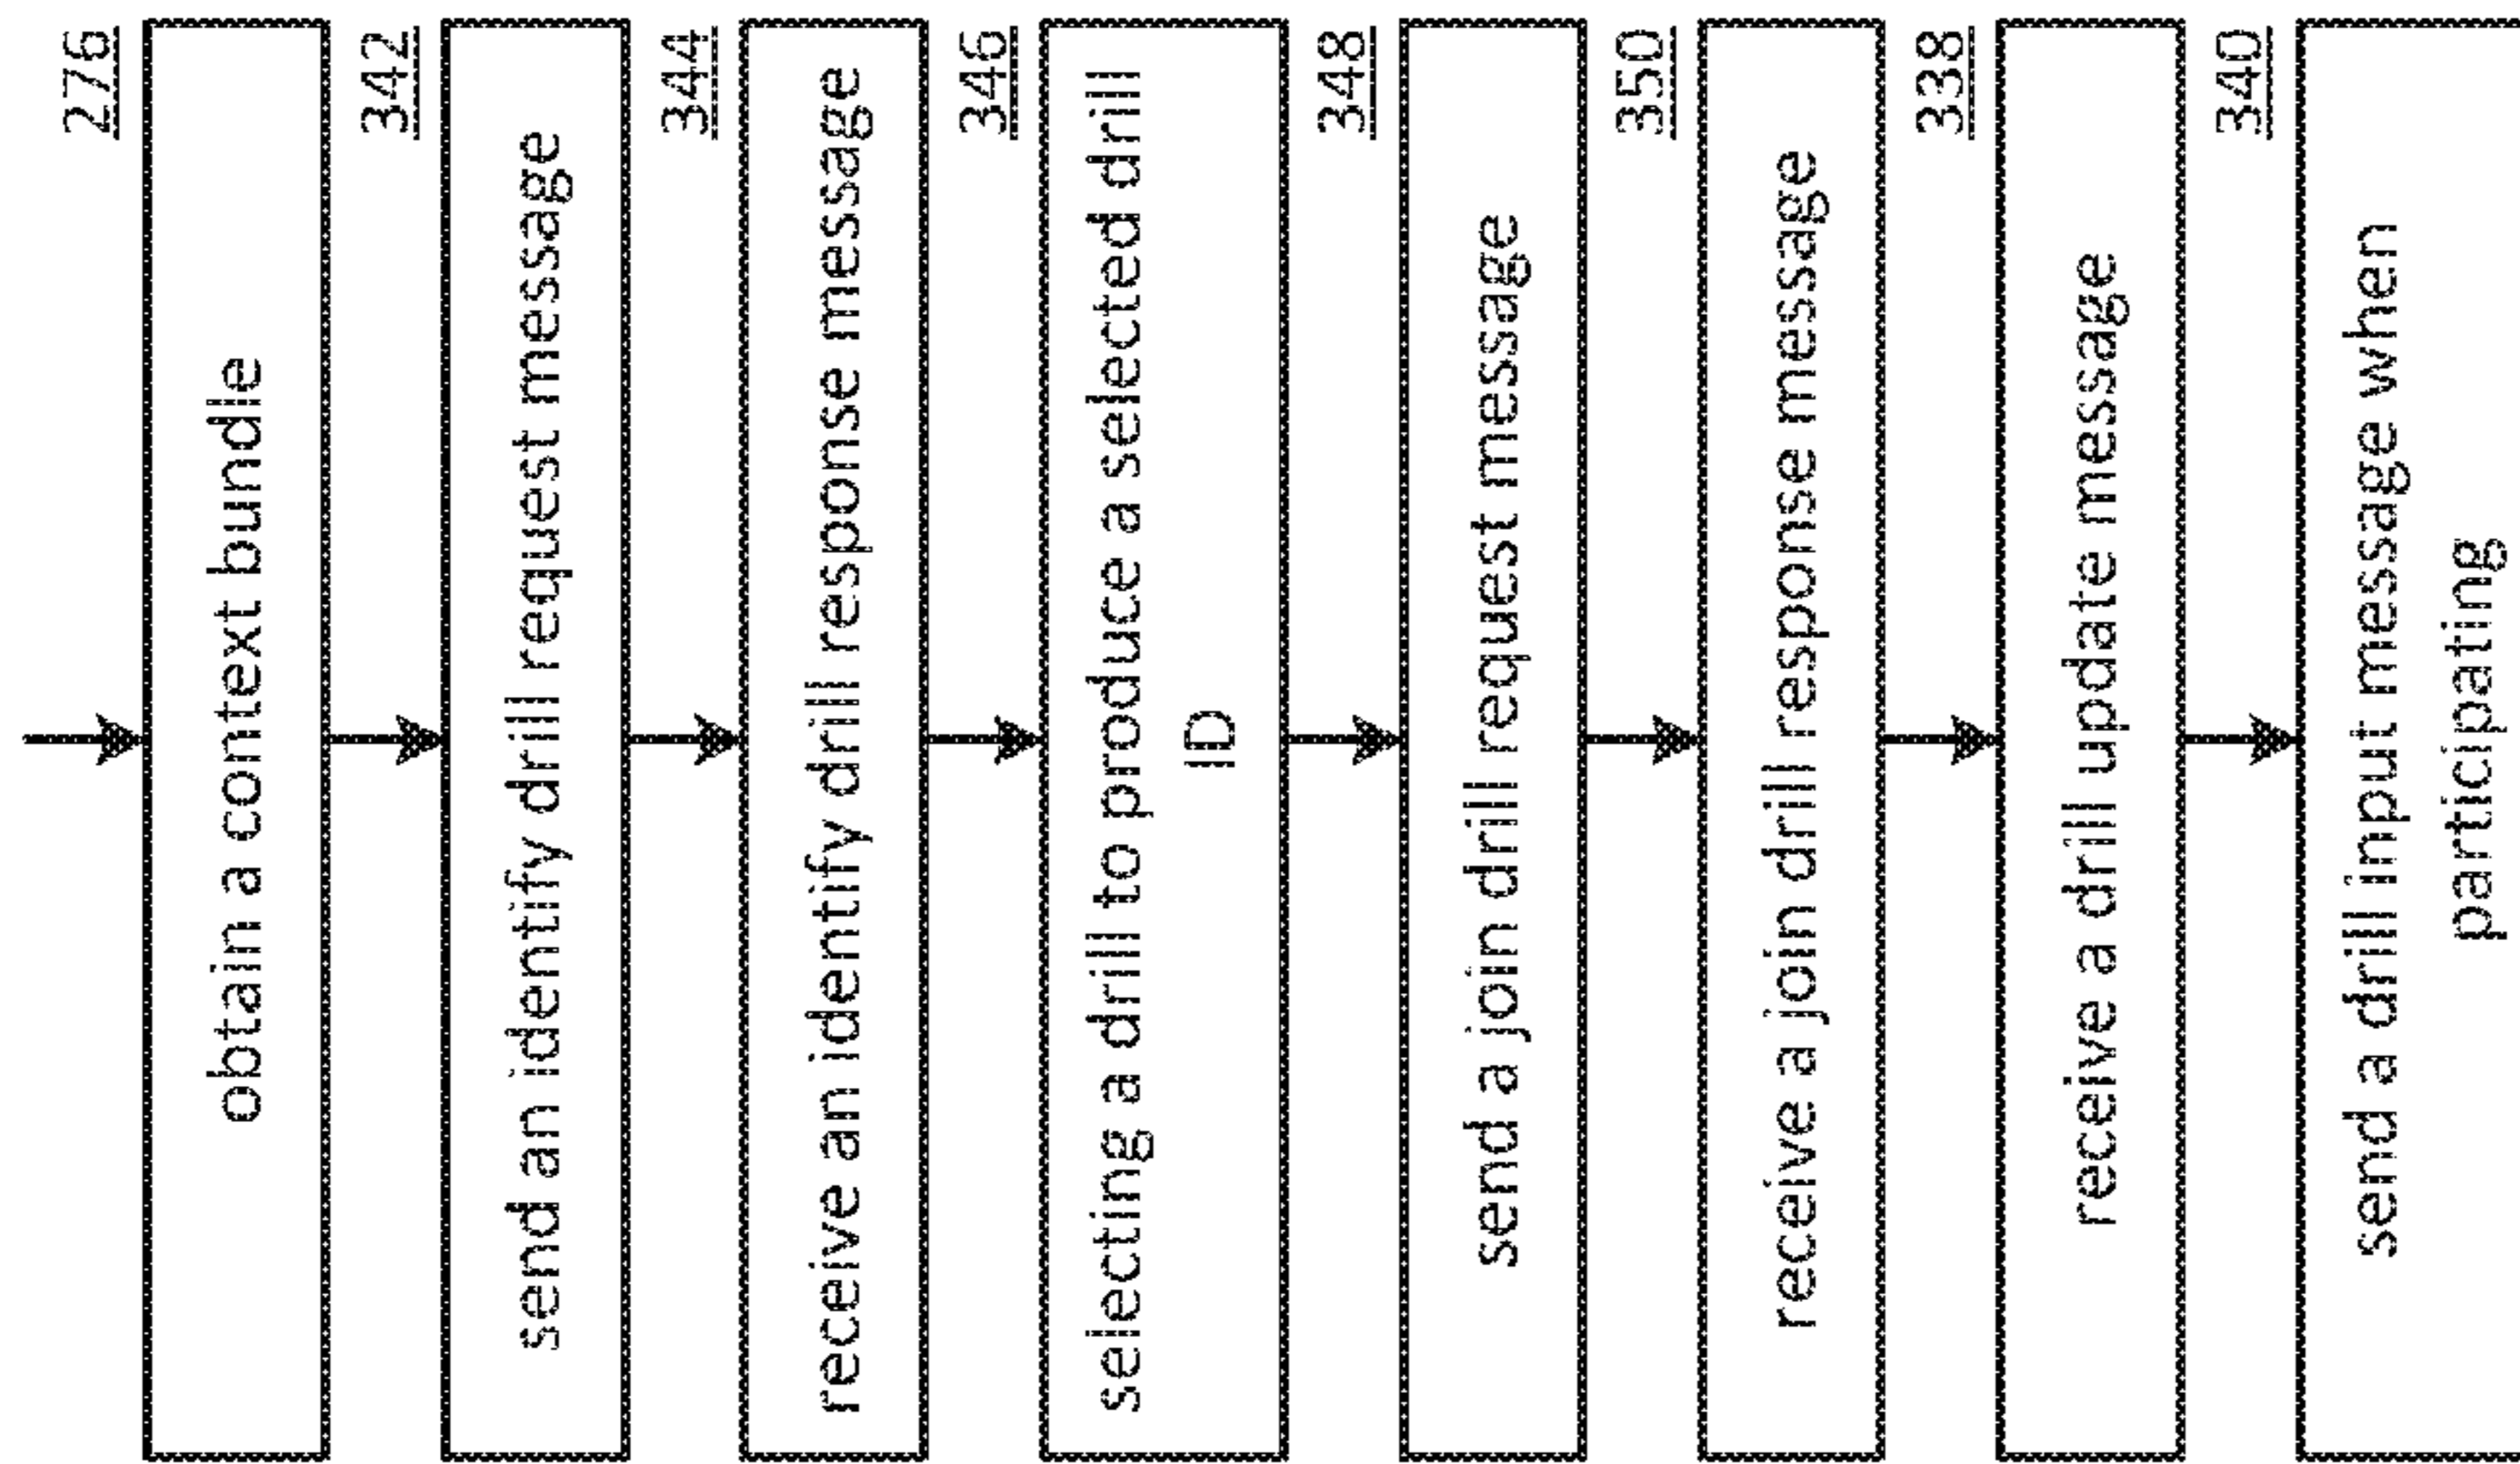 276
obtain a context bundle
342
send an identify drill request message
344
receive an identify drill response message
346
selecting a drill to produce a selected drill
ID
348
send a join drill request message
350
receive a join drill response message
338
receive a drill update message
340
send a drill input message when
participating